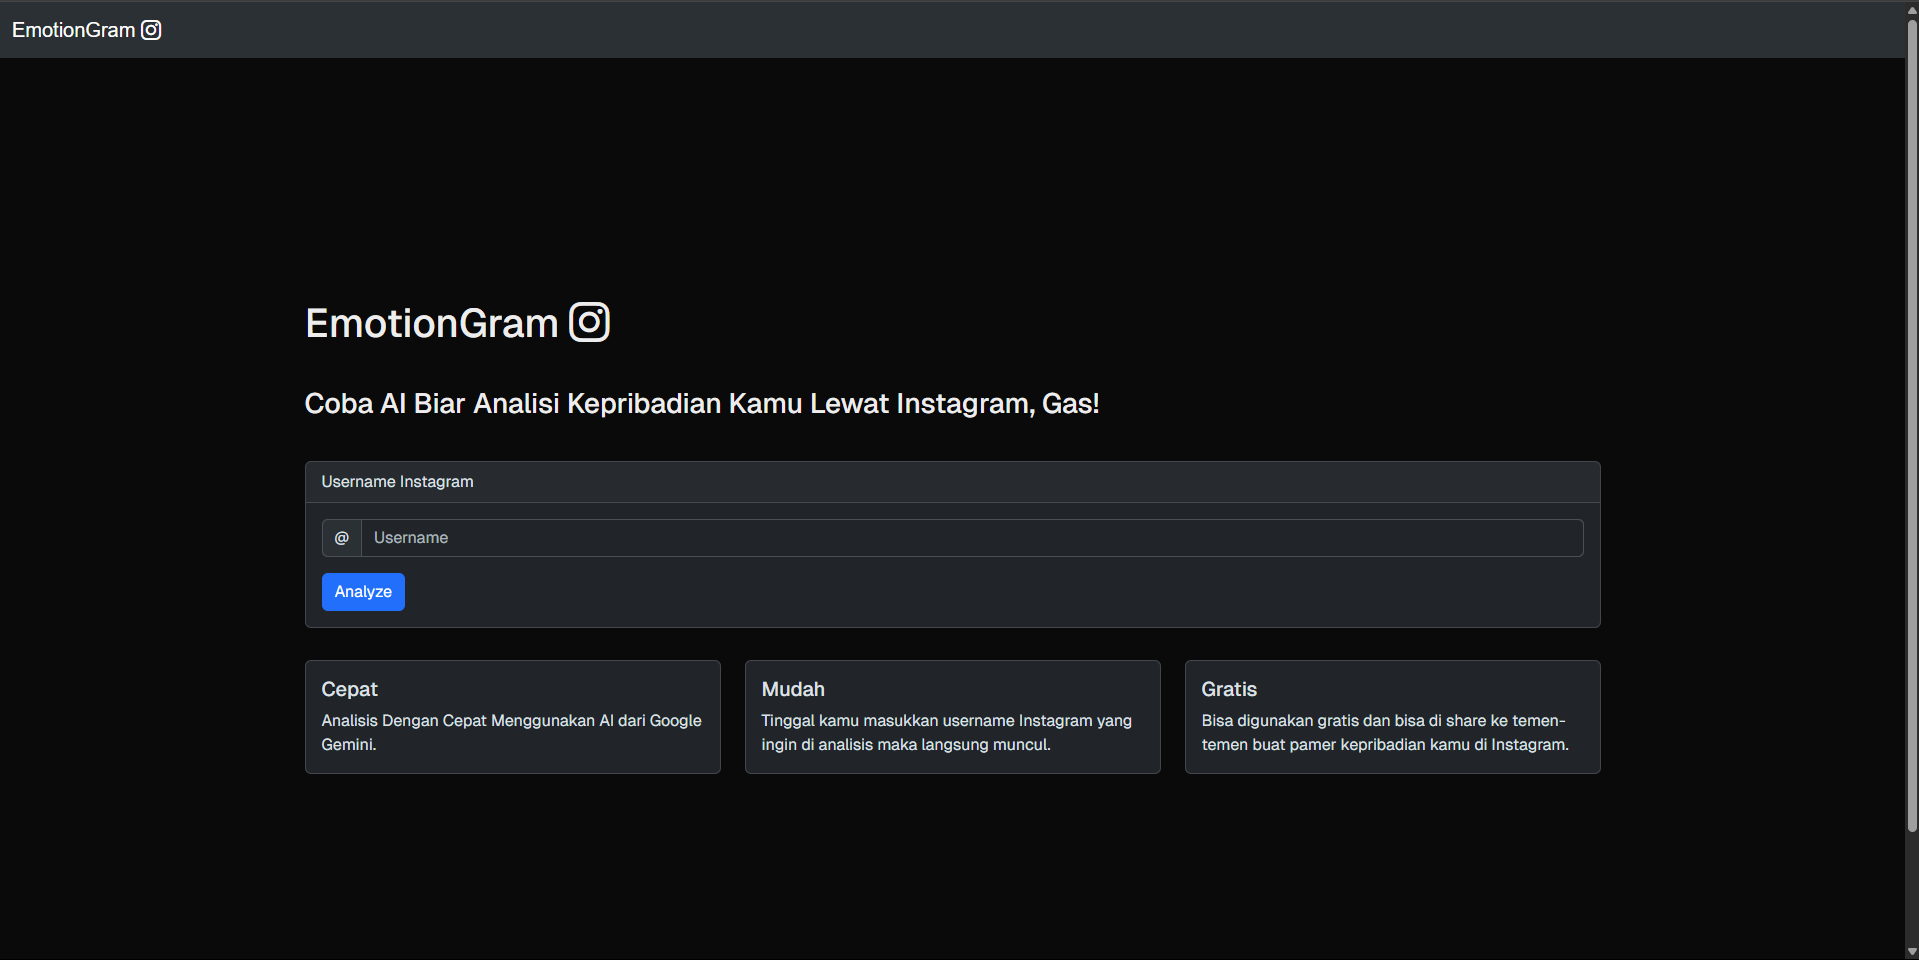 EmotionGram
EmotionGram
Coba AI Biar Analisi Kepribadian Kamu Lewat Instagram, Gas!
Username Instagram
@ Username
Analyze
Cepat
Analisis Dengan Cepat Menggunakan AI dari Google
Gemini.
Mudah
Tinggal kamu masukkan username Instagram yang
ingin di analisis maka langsung muncul.
Gratis
Bisa digunakan gratis dan bisa di share ke temen-
temen buat pamer kepribadian kamu di Instagram.